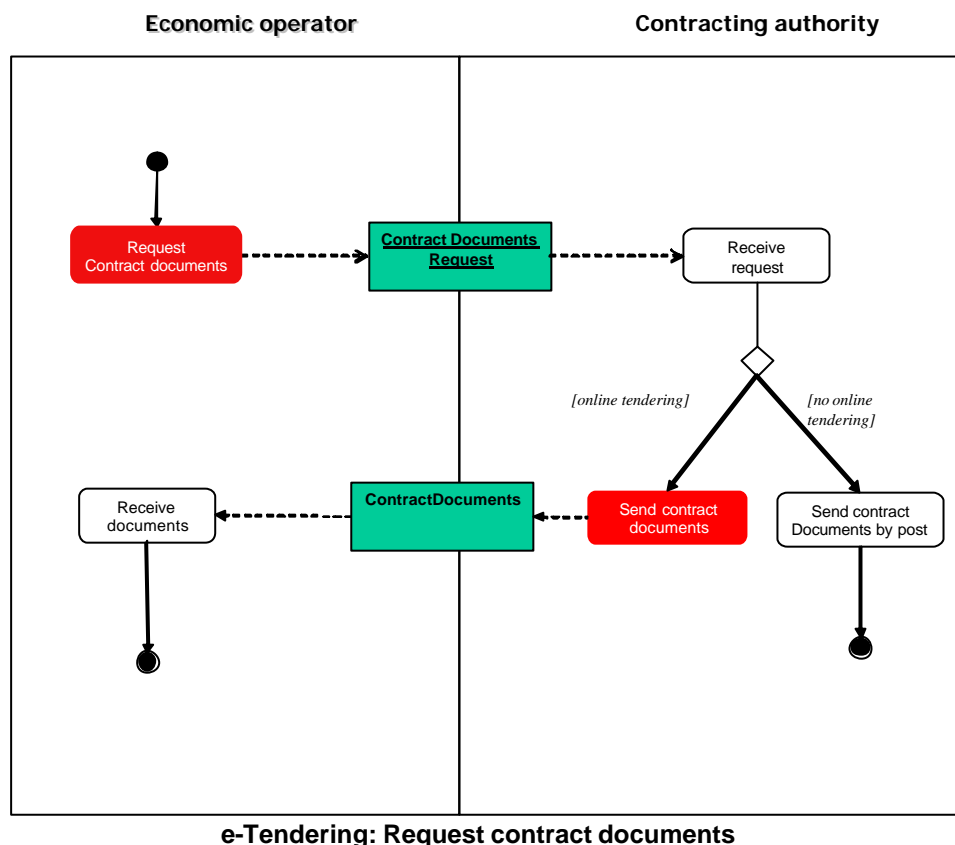 Economic operator
Contracting authority
Request
Contract documents
Contract Documents
Request
Receive
request
[online tendering]
[no online
tendering]
Receive
documents
ContractDocuments
Send contract
documents
Send contract
Documents by post
e-Tendering: Request contract documents